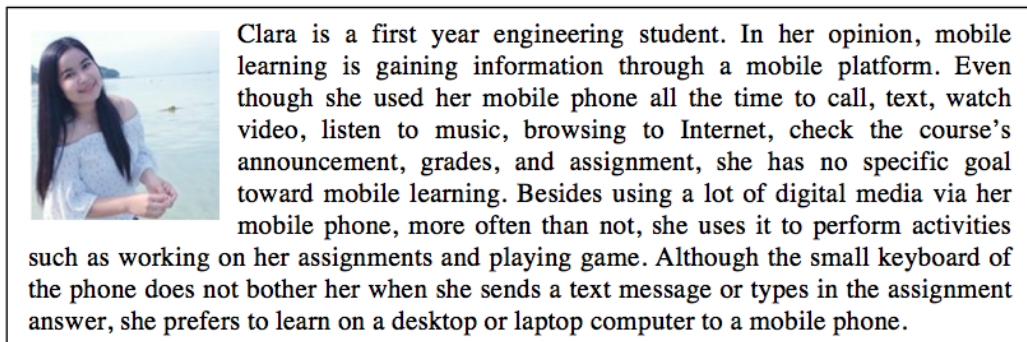 Clara is a first year engineering student. In her opinion, mobile
learning is gaining information through a mobile platform. Even
though she used her mobile phone all the time to call, text, watch
video, listen to music, browsing to Internet, check the course's
announcement, grades, and assignment, she has no specific goal
toward mobile learning. Besides using a lot of digital media via her
mobile phone, more often than not, she uses it to perform activities
such as working on her assignments and playing game. Although the small keyboard of
the phone does not bother her when she sends a text message or types in the assignment
answer, she prefers to learn on a desktop or laptop computer to a mobile phone.